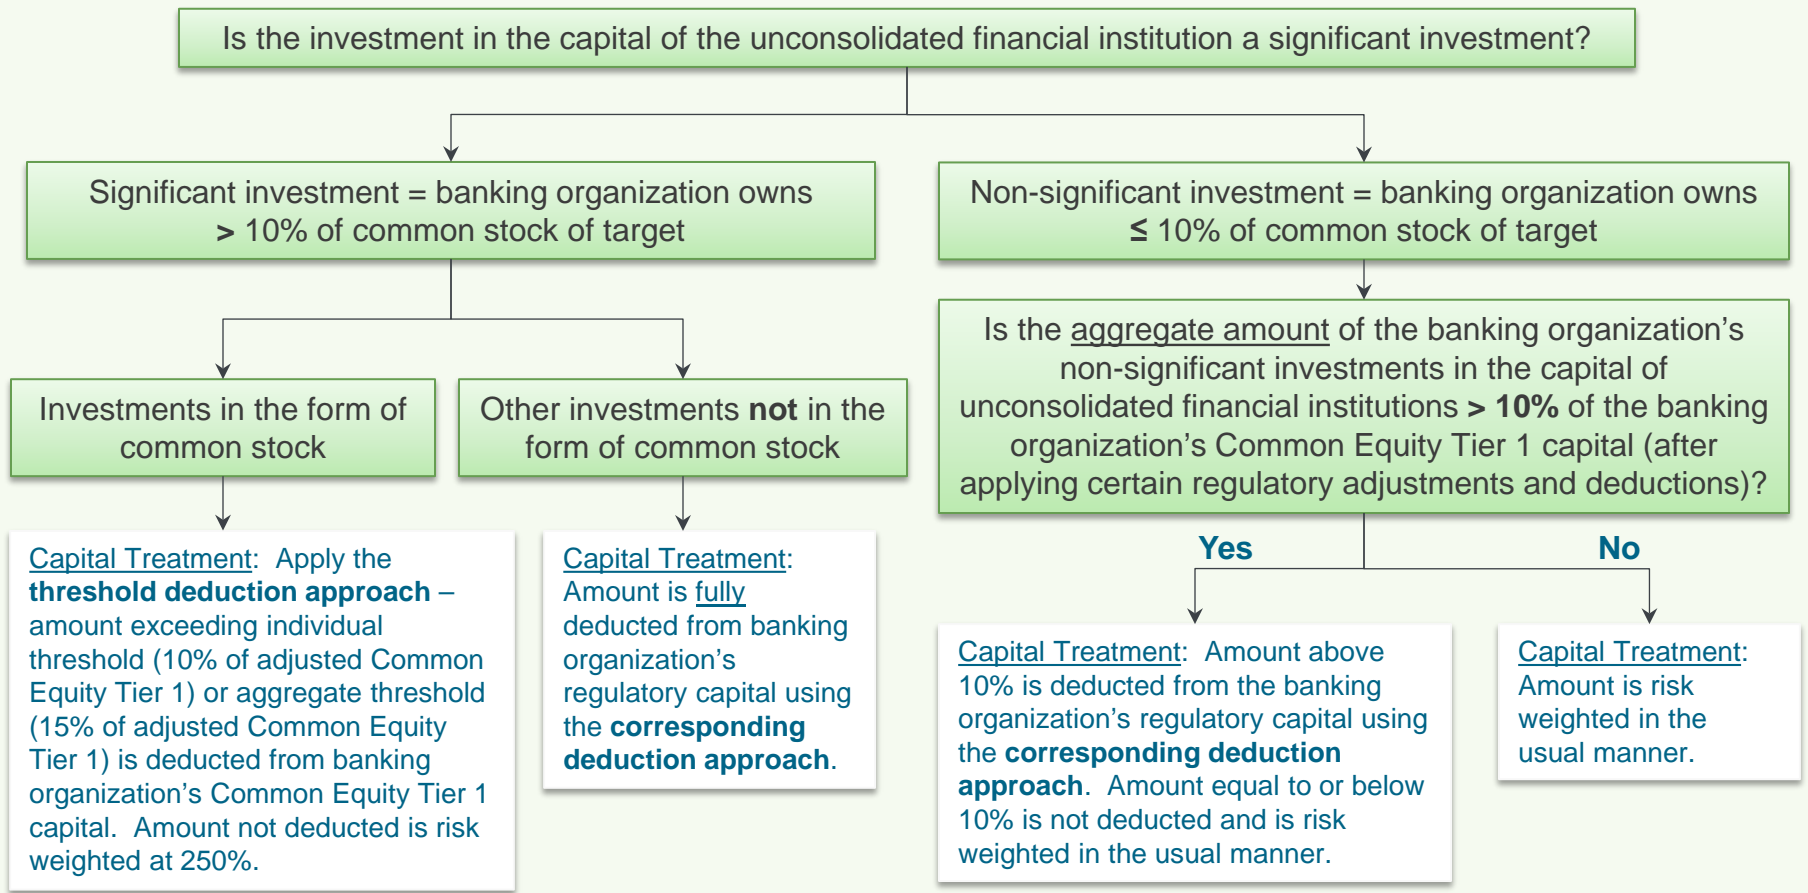 Is the investment in the capital of the unconsolidated financial institution a significant investment?
Significant investment = banking organization owns
> 10% of common stock of target
Non-significant investment = banking organization owns
≤ 10% of common stock of target
Is the aggregate amount of the banking organization’s
non-significant investments in the capital of
unconsolidated financial institutions > 10% of the banking
organization’s Common Equity Tier 1 capital (after
applying certain regulatory adjustments and deductions)?
Investments in the form of
common stock
Other investments not in the
form of common stock
Yes
No
Capital Treatment: Apply the
threshold deduction approach –
amount exceeding individual
threshold (10% of adjusted Common
Equity Tier 1) or aggregate threshold
(15% of adjusted Common Equity
Tier 1) is deducted from banking
organization’s Common Equity Tier 1
capital. Amount not deducted is risk
weighted at 250%.
Capital Treatment:
Amount is fully
deducted from banking
organization’s
regulatory capital using
the corresponding
deduction approach.
Capital Treatment: Amount above
10% is deducted from the banking
organization’s regulatory capital using
the corresponding deduction
approach. Amount equal to or below
10% is not deducted and is risk
weighted in the usual manner.
Capital Treatment:
Amount is risk
weighted in the
usual manner.